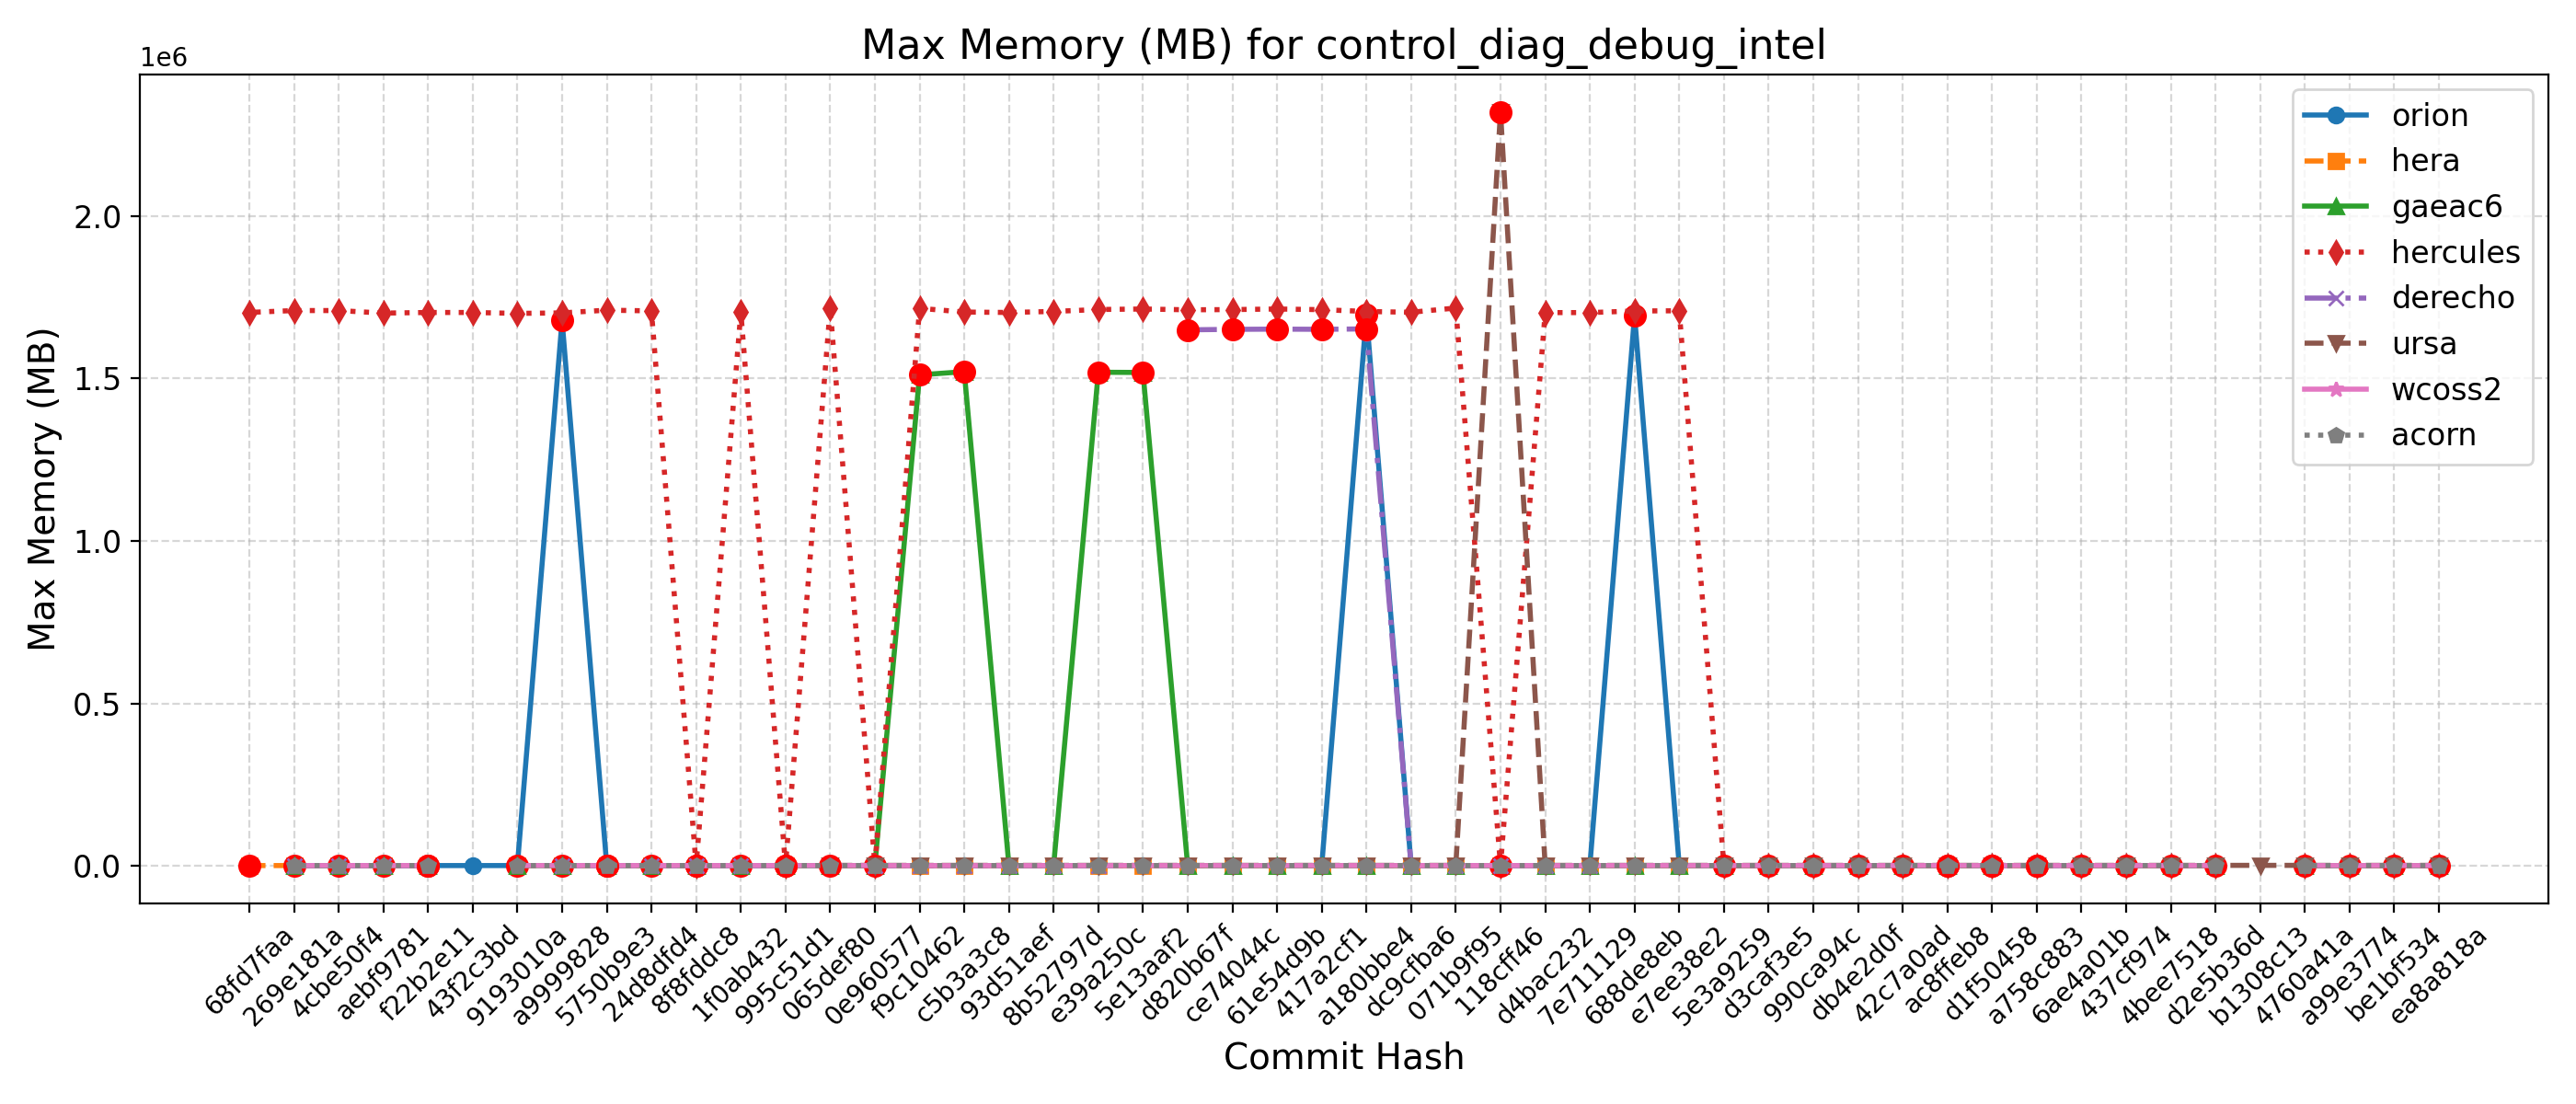 Max Memory (MB) for control_diag_debug_intel
1e6
2.0
1.5
1.0
0.5
0.0
Max Memory (MB)
orion
hera
gaeac6
hercules
derecho
ursa
wcoss2
acorn
68fd7faa
269e181a
4cbe50f4
aebf9781
f22b2e11
43f2c3bd
9193010a
a9999828
5750b9e3
24d8dfd4
8f8fddc8
1f0ab432
995c51d1
065def80
0e960577
f9c10462
c5b3a3c8
93d51aef
8b52797d
e39a250c
5e13aaf2
d820b67f
ce74044c
61e54d9b
417a2cf1
a180bbe4
dc9cfba6
071b9f95
118cff46
d4bac232
7e711129
688de8eb
e7ee38e2
5e3a9259
d3caf3e5
990ca94c
db4e2d0f
42c7a0ad
ac8ffeb8
d1f50458
a758c883
6ae4a01b
437cf974
4bee7518
d2e5b36d
b1308c13
4760a41a
a99e3774
be1bf534
ea8a818a
Commit Hash